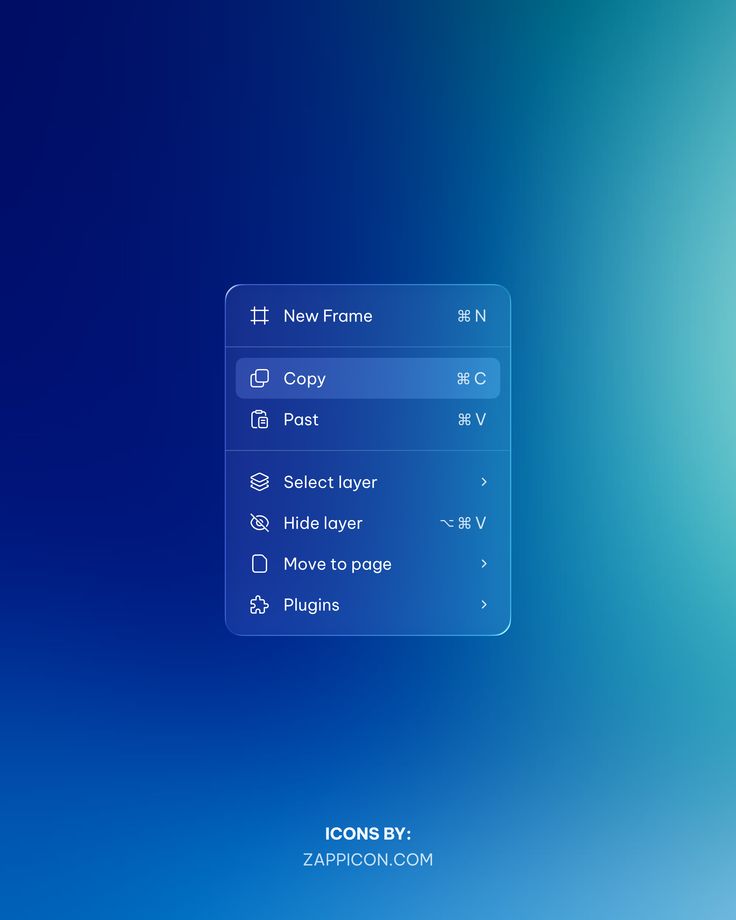 New Frame ⌘ N
Copy ⌘ C
Past ⌘ V
Select layer
Hide layer ⌥ ⌘ V
Move to page
Plugins
ICONS BY:
ZAPPICON.COM